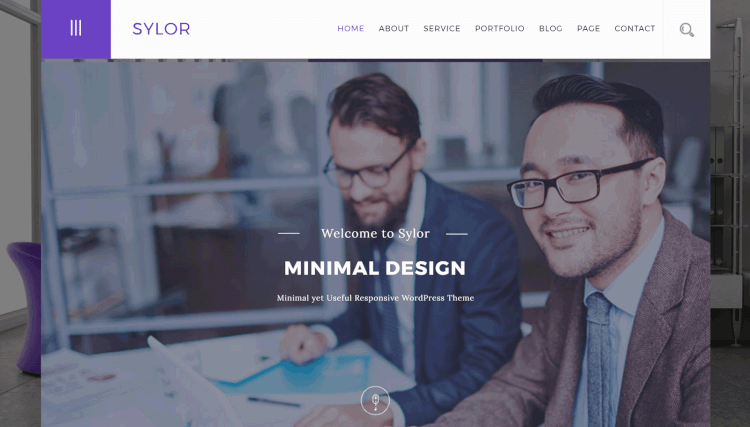 SYLOR
HOME ABOUT SERVICE PORTFOLIO BLOG PAGE CONTACT
Welcome to Sylor
MINIMAL DESIGN
Minimal yet Useful Responsive WordPress Theme